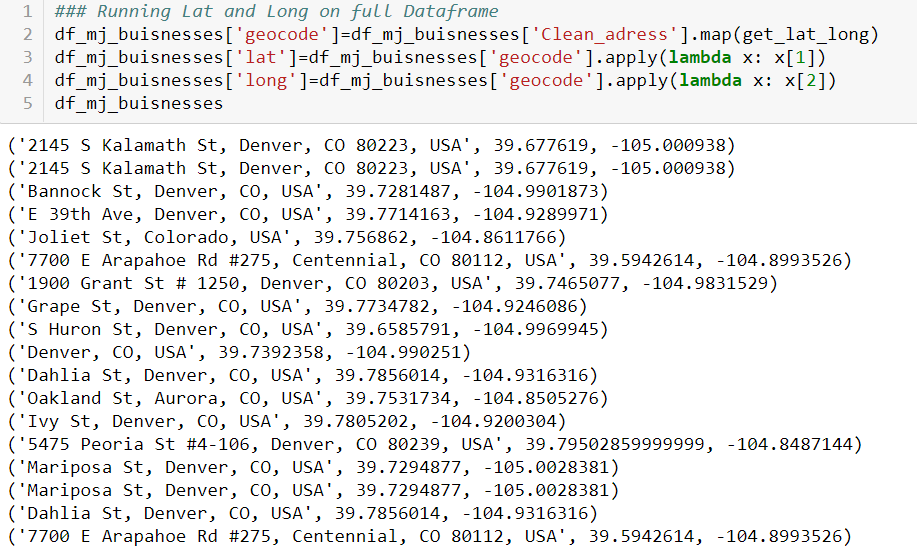 1 ### Running Lat and Long on full Dataframe
2 df_mj_buisnesses['geocode']=df_mj_buisnesses['Clean_adress'].map(get_lat_long)
3 df_mj_buisnesses['lat']=df_mj_buisnesses['geocode'].apply(lambda x: x[1])
4 df_mj_buisnesses['long']=df_mj_buisnesses['geocode'].apply(lambda x: x[2])
5 df_mj_buisnesses
('2145 S Kalamath St, Denver, CO 80223, USA', 39.677619, -105.000938)
('2145 S Kalamath St, Denver, CO 80223, USA', 39.677619, -105.000938)
('Bannock St, Denver, CO, USA', 39.7281487, -104.9901873)
('E 39th Ave, Denver, CO, USA', 39.7714163, -104.9289971)
('Joliet St, Colorado, USA', 39.756862, -104.8611766)
('7700 E Arapahoe Rd #275, Centennial, CO 80112, USA', 39.5942614, -104.8993526)
('1900 Grant St # 1250, Denver, CO 80203, USA', 39.7465077, -104.9831529)
('Grape St, Denver, CO, USA', 39.7734782, -104.9246086)
('S Huron St, Denver, CO, USA', 39.6585791, -104.9969945)
('Denver, CO, USA', 39.7392358, -104.990251)
('Dahlia St, Denver, CO, USA', 39.7856014, -104.9316316)
('Oakland St, Aurora, CO, USA', 39.7531734, -104.8505276)
('Ivy St, Denver, CO, USA', 39.7805202, -104.9200304)
('5475 Peoria St #4-106, Denver, CO 80239, USA', 39.79502859999999, -104.8487144)
('Mariposa St, Denver, CO, USA', 39.7294877, -105.0028381)
('Mariposa St, Denver, CO, USA', 39.7294877, -105.0028381)
('Dahlia St, Denver, CO, USA', 39.7856014, -104.9316316)
('7700 E Arapahoe Rd #275, Centennial, CO 80112, USA', 39.5942614, -104.8993526)